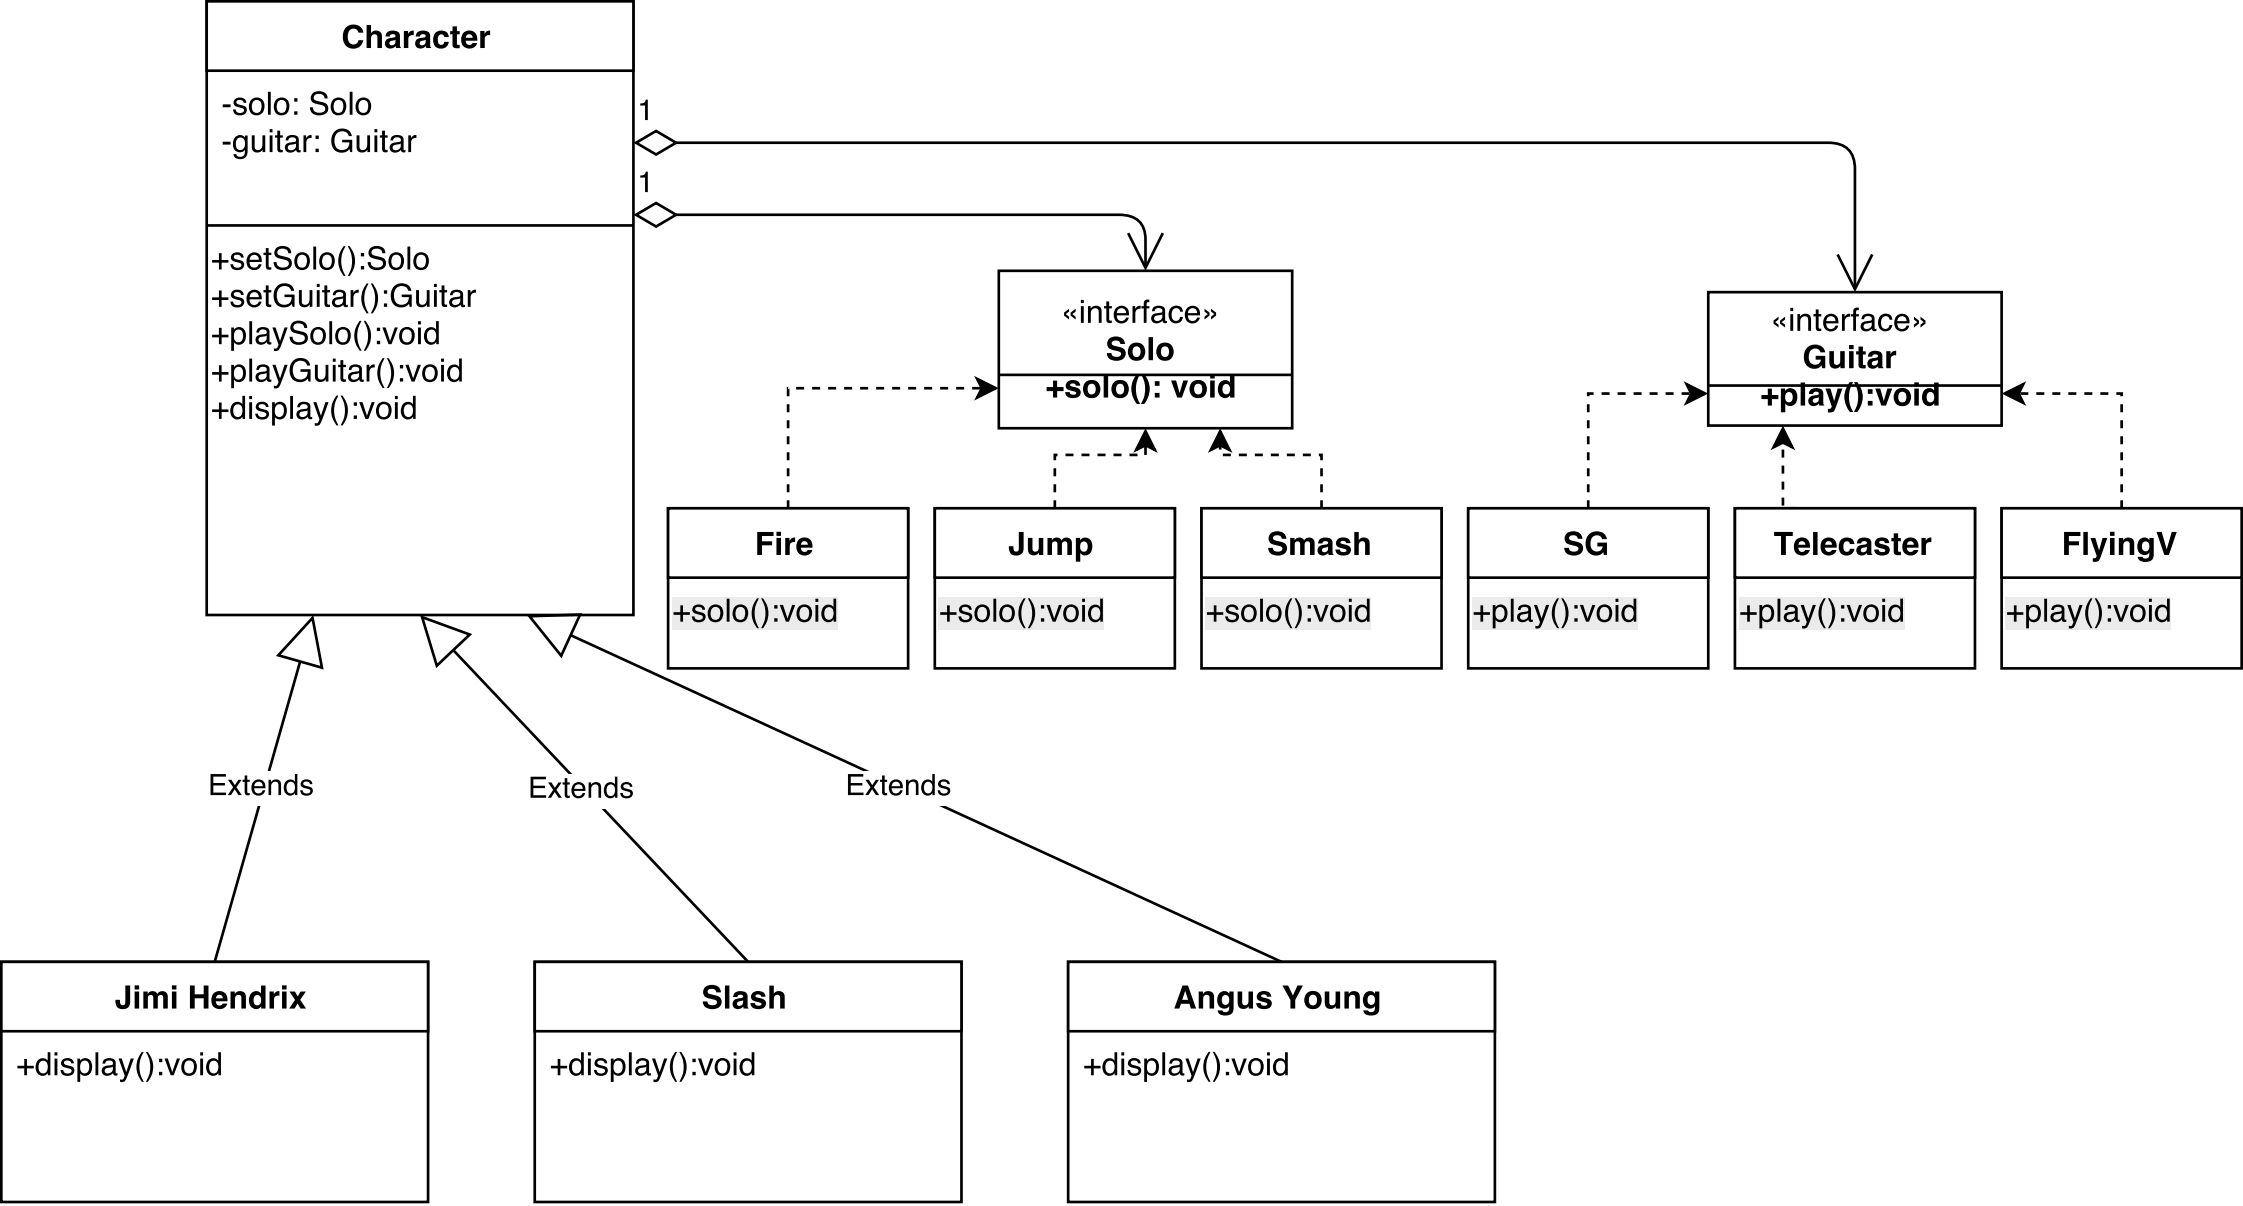 Character
-solo: Solo
-guitar: Guitar
1
1
+setSolo():Solo
+setGuitar():Guitar
+playSolo():void
+playGuitar():void
+display():void
«interface»
Solo
+solo(): void
«interface»
Guitar
+play():void
Fire
+solo():void
Jump
+solo():void
Smash
+solo():void
SG
+play():void
Telecaster
+play():void
FlyingV
+play():void
Extends
Extends
Extends
Jimi Hendrix
+display():void
Slash
+display():void
Angus Young
+display():void